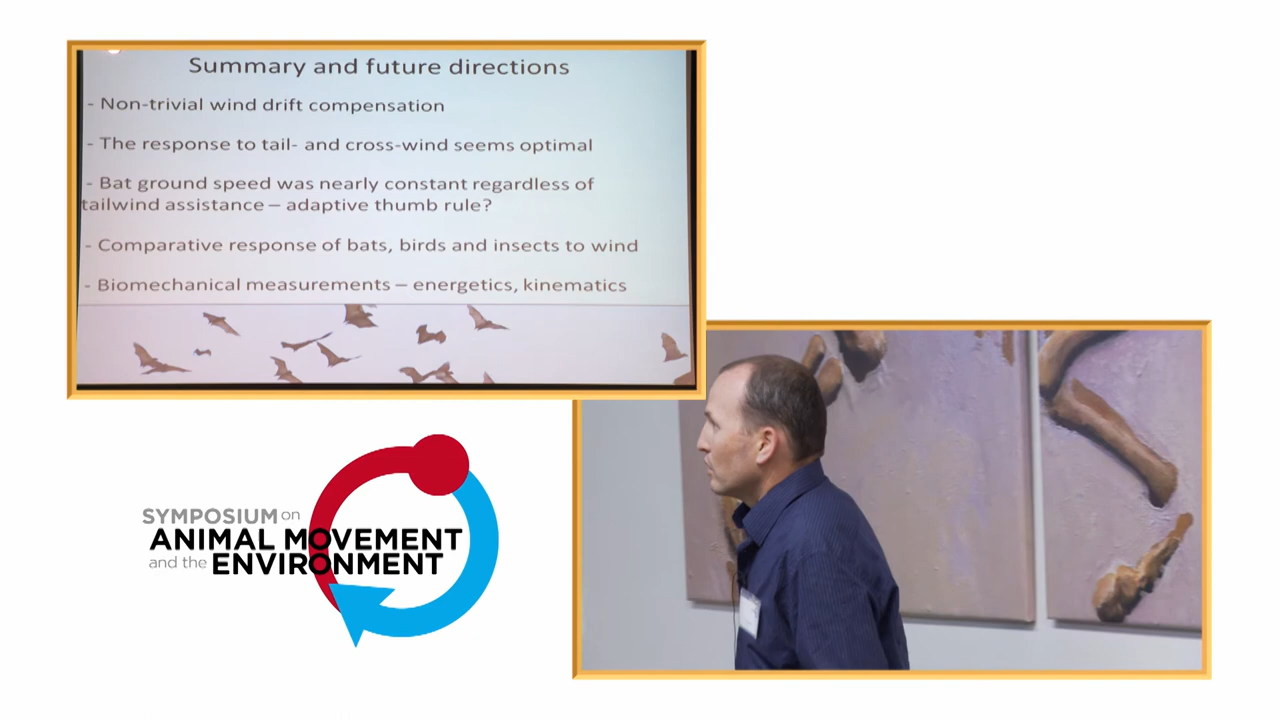 Summary and future directions
- Non-trivial wind drift compensation
- The response to tail- and cross-wind seems optimal
- Bat ground speed was nearly constant regardless of
tailwind assistance – adaptive thumb rule?
- Comparative response of bats, birds and insects to wind
- Biomechanical measurements – energetics, kinematics
SYMPOSIUM on
ANIMAL MOVEMENT
and the ENVIRONMENT